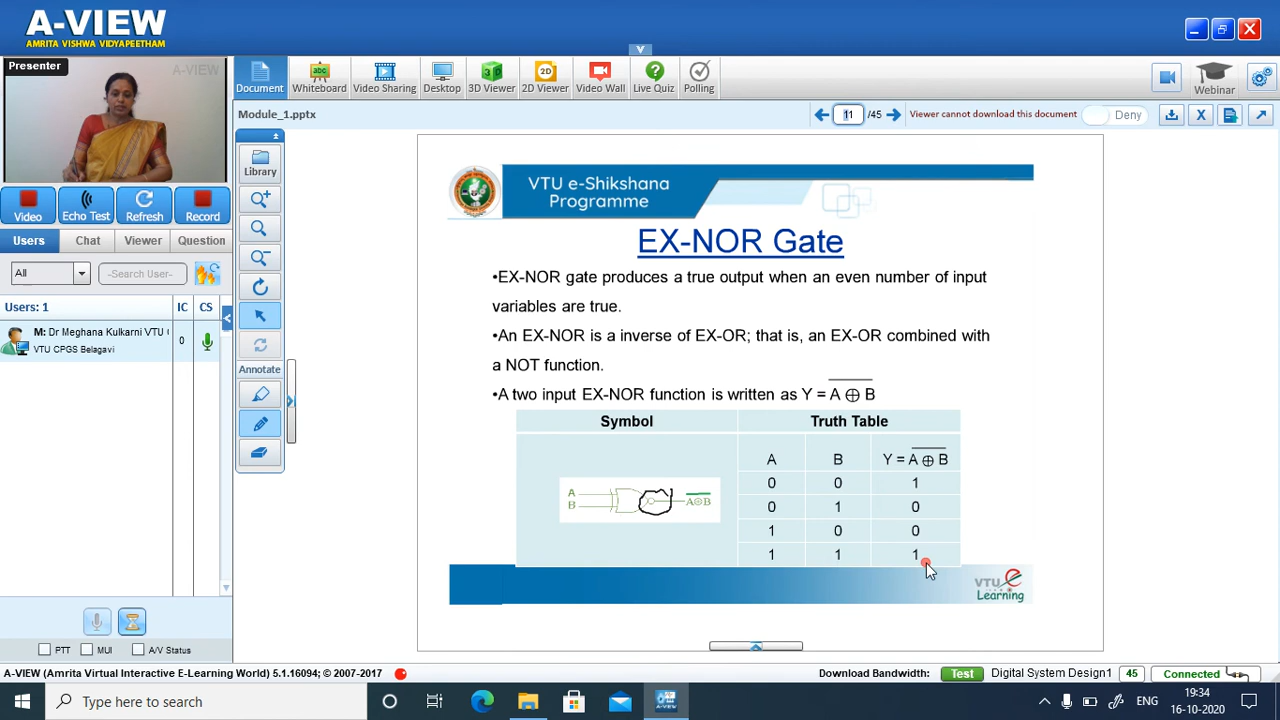 A-VIEW
AMRITA VISHWA VIDYAPEETHAM
Presenter
A-VIEW
Document
Whiteboard
Video Sharing
Desktop
3D Viewer
2D Viewer
Video Wall
Live Quiz
Polling
Webinar
Module_1.pptx
11 /45
Viewer cannot download this document
Deny
Video
Echo Test
Refresh
Record
Users
Chat
Viewer
Question
All
-Search User-
Users: 1
IC
CS
M: Dr Meghana Kulkarni VTU
VTU CPGS Belagavi
0
Library
Annotate
VTU e-Shikshana
Programme
EX-NOR Gate
•EX-NOR gate produces a true output when an even number of input
variables are true.
•An EX-NOR is a inverse of EX-OR; that is, an EX-OR combined with
a NOT function.
•A two input EX-NOR function is written as Y = A ⊕ B
Symbol Truth Table
A B Y = A ⊕ B
0 0 1
0 1 0
1 0 0
1 1 1
A
B
A⊙B
VTU e
Learning
PTT MUI A/V Status
A-VIEW (Amrita Virtual Interactive E-Learning World) 5.1.16094; © 2007-2017
Download Bandwidth: Test Digital System Design1 45 Connected
Type here to search
ENG
19:34
16-10-2020